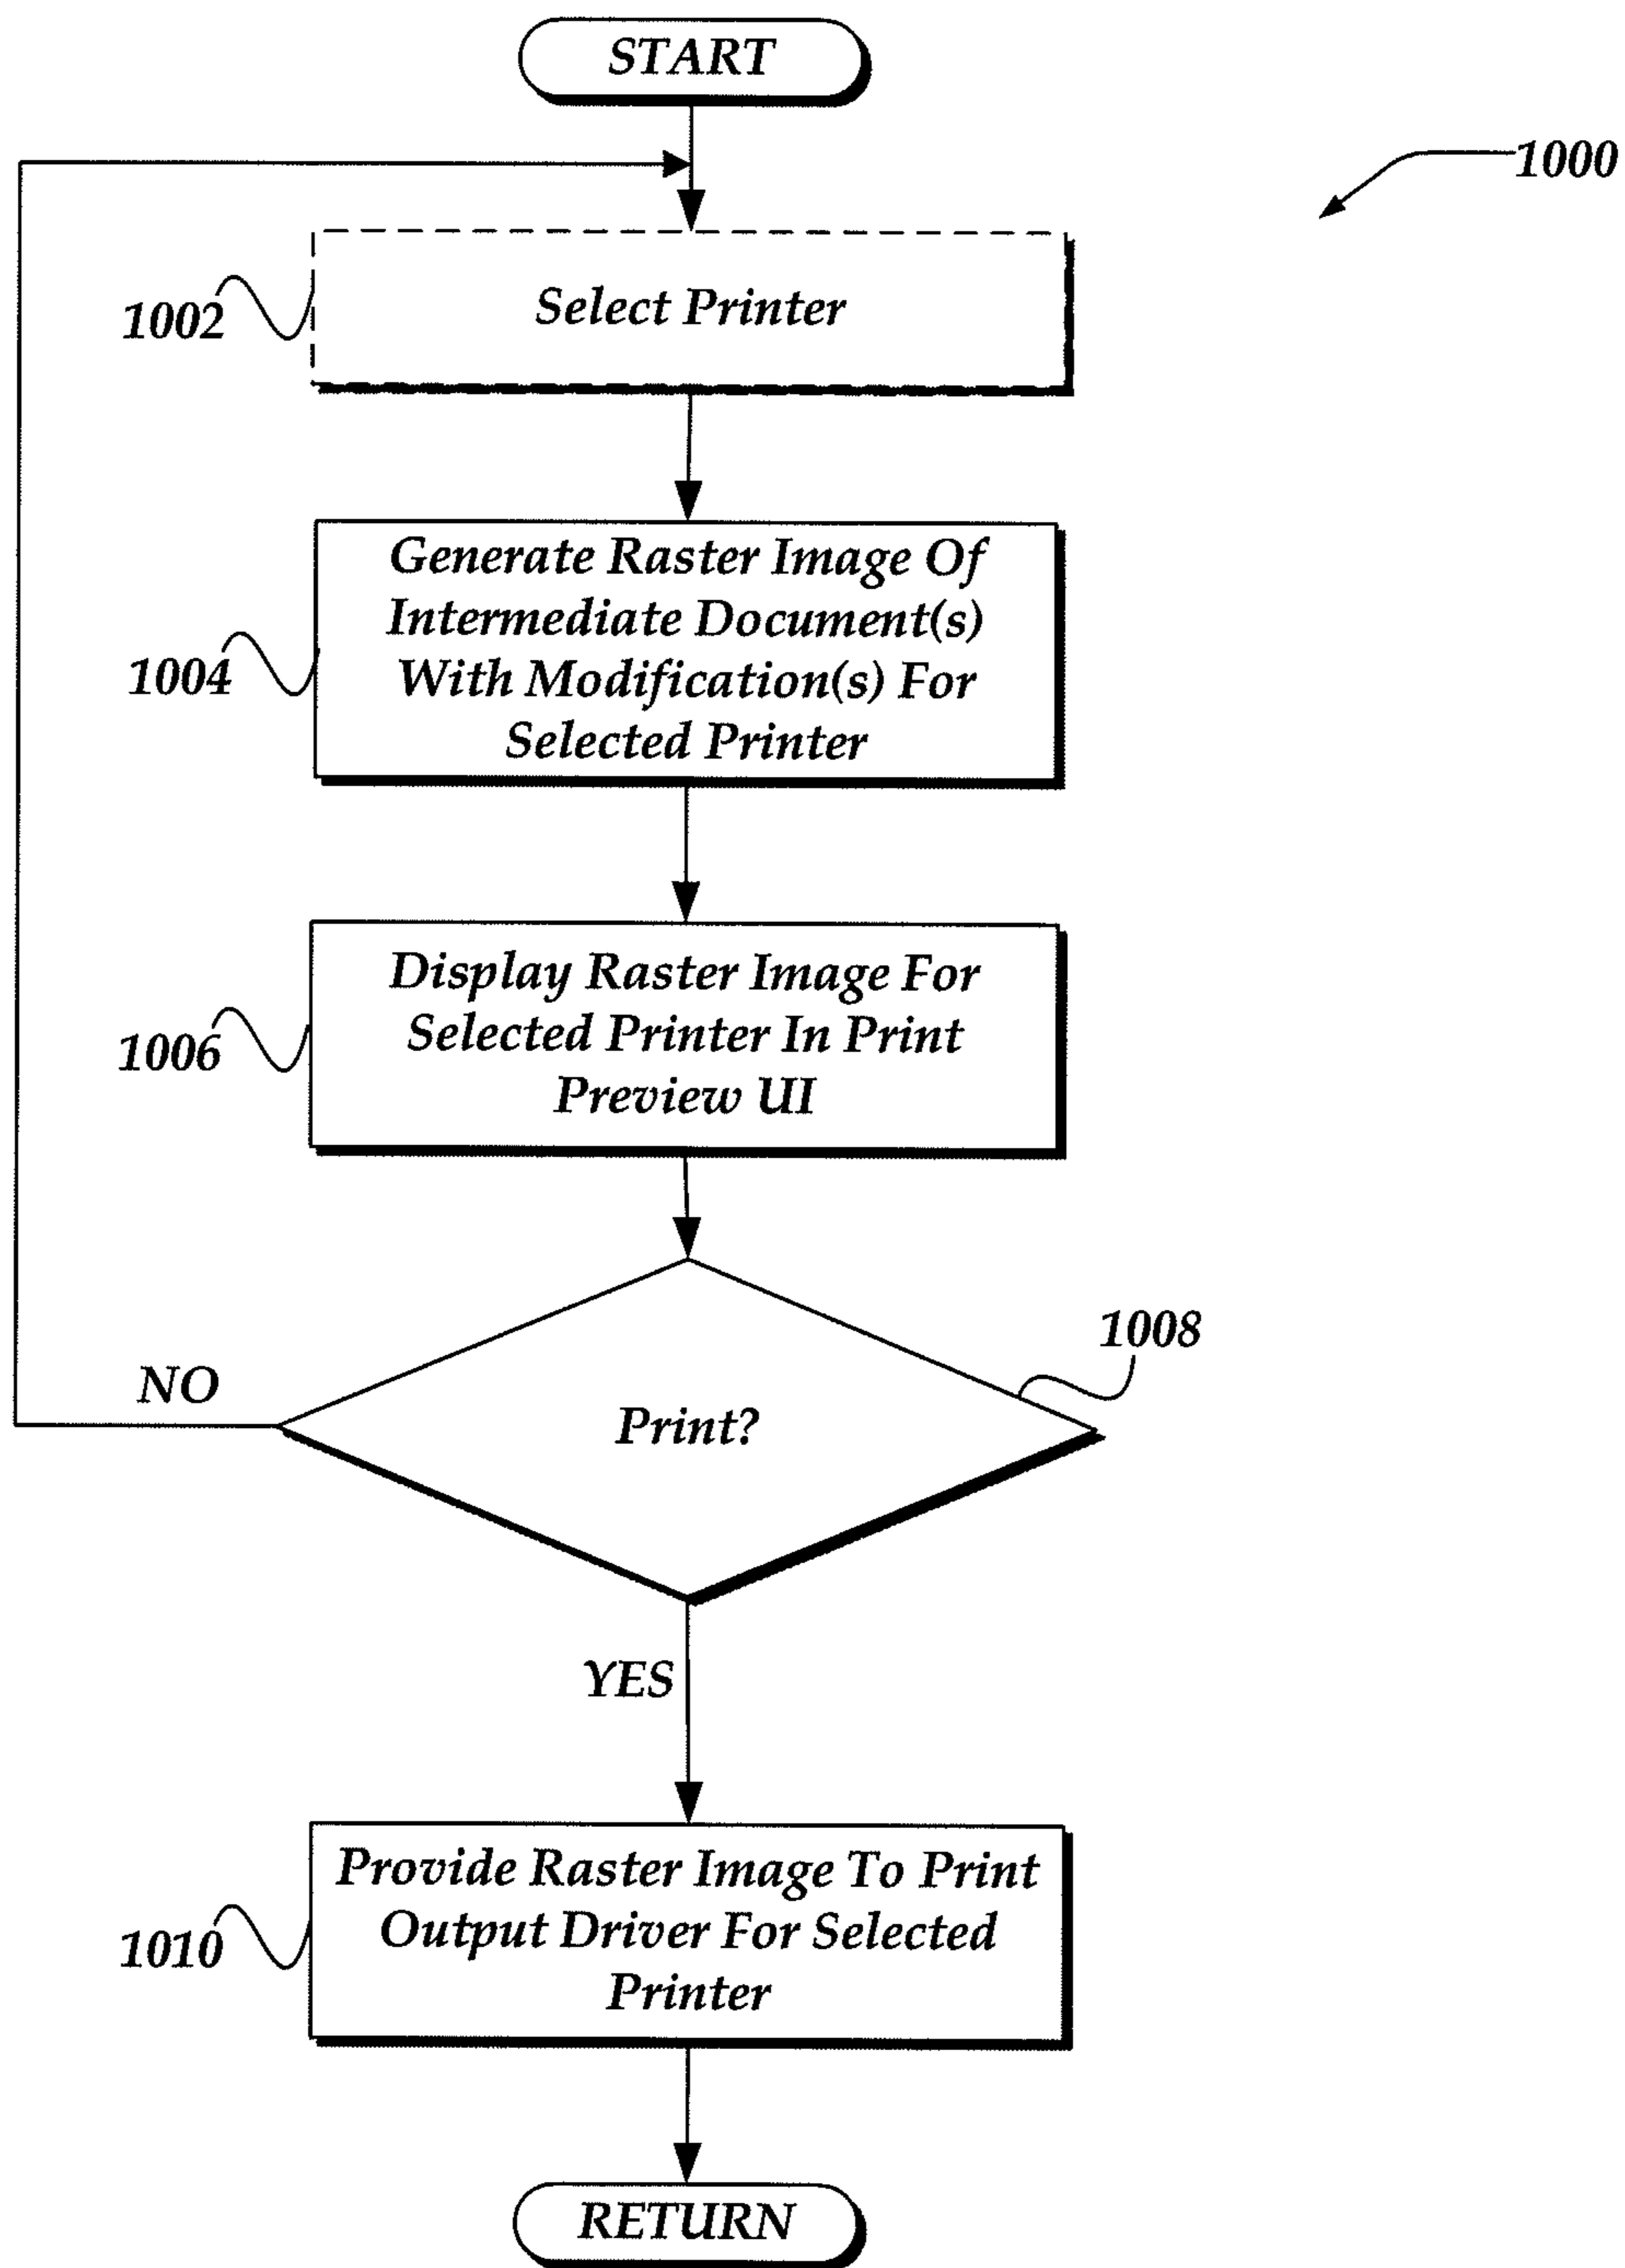 START
1000
Select Printer
1002
Generate Raster Image Of
Intermediate Document(s)
With Modification(s) For
Selected Printer
1004
Display Raster Image For
Selected Printer In Print
Preview UI
1006
1008
NO
Print?
YES
Provide Raster Image To Print
Output Driver For Selected
Printer
1010
RETURN